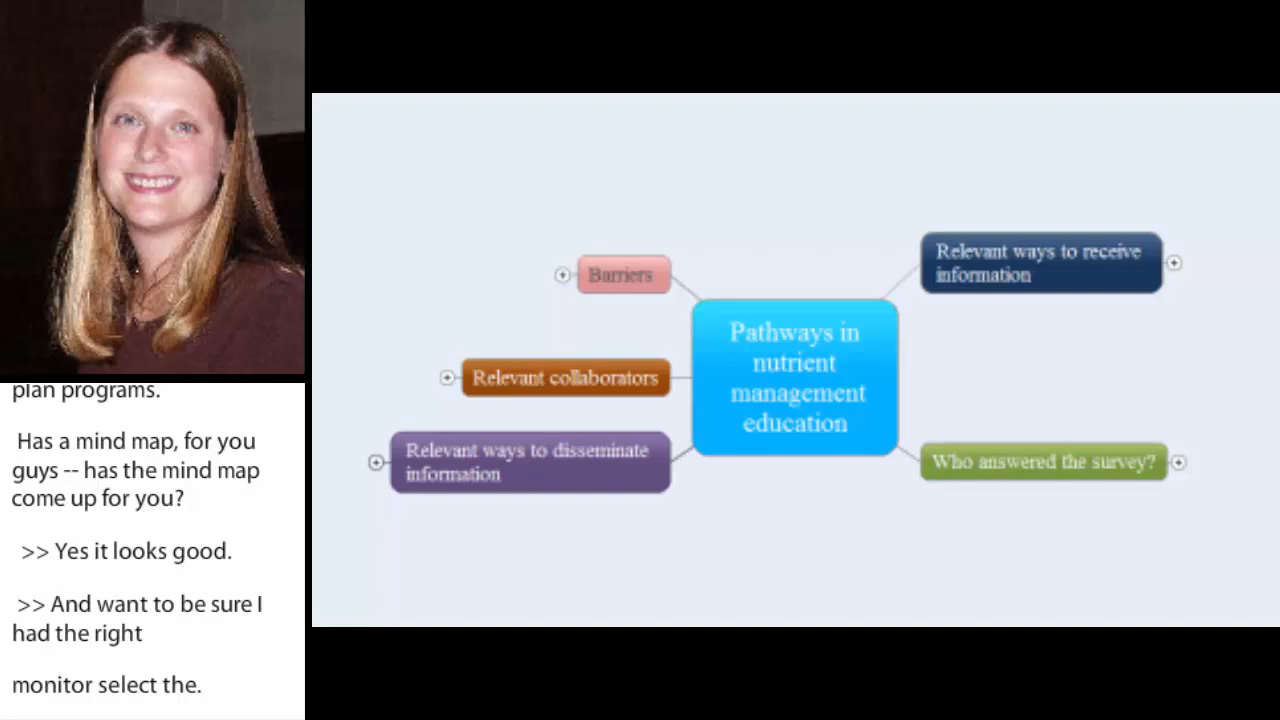 plan programs.
Has a mind map, for you
guys -- has the mind map
come up for you?
>> Yes it looks good.
>> And want to be sure I
had the right
monitor select the.
Barriers
Relevant collaborators
Relevant ways to disseminate
information
Pathways in
nutrient
management
education
Relevant ways to receive
information
Who answered the survey?